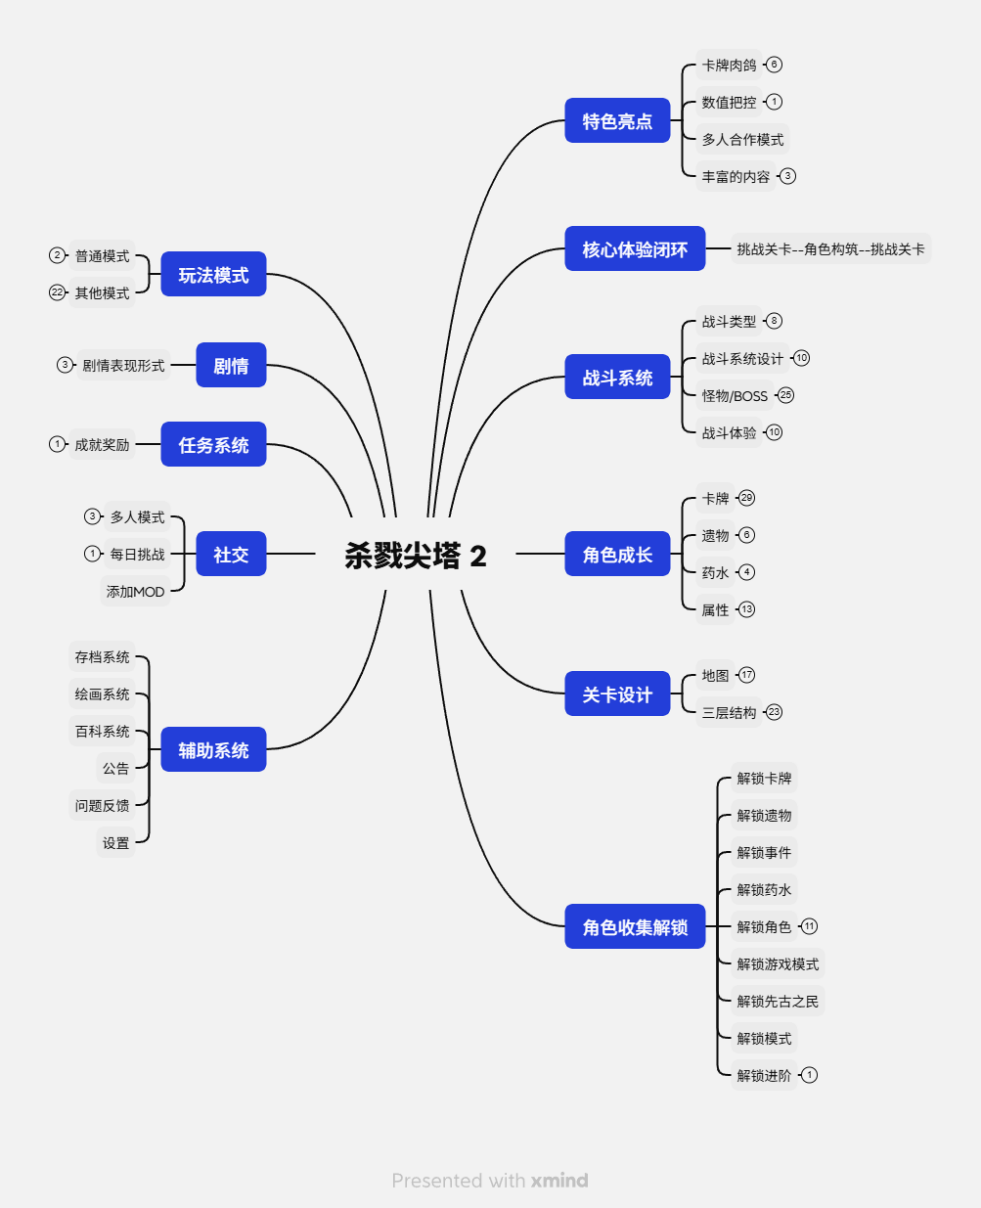 杀戮尖塔 2
特色亮点
卡牌肉鸽 6
数值把控 1
多人合作模式
丰富的内容 3
核心体验闭环
挑战关卡--角色构筑--挑战关卡
战斗系统
战斗类型 8
战斗系统设计 10
怪物/BOSS 25
战斗体验 10
角色成长
卡牌 29
遗物 6
药水 4
属性 13
关卡设计
地图 17
三层结构 23
角色收集解锁
解锁卡牌
解锁遗物
解锁事件
解锁药水
解锁角色 11
解锁游戏模式
解锁先古之民
解锁模式
解锁进阶 1
玩法模式
2 普通模式
22 其他模式
剧情
3 剧情表现形式
任务系统
1 成就奖励
社交
3 多人模式
1 每日挑战
添加MOD
辅助系统
存档系统
绘画系统
百科系统
公告
问题反馈
设置
Presented with xmind